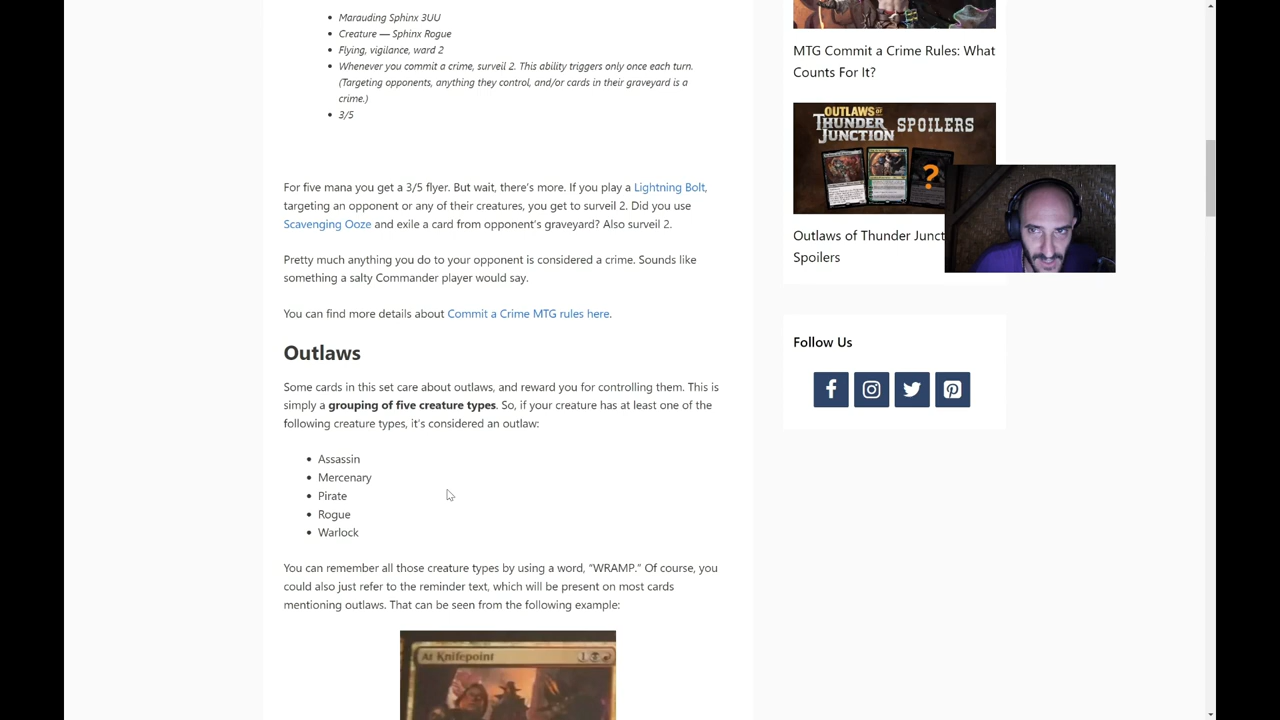 Marauding Sphinx 3UU
Creature — Sphinx Rogue
Flying, vigilance, ward 2
Whenever you commit a crime, surveil 2. This ability triggers only once each turn.
(Targeting opponents, anything they control, and/or cards in their graveyard is a
crime.)
3/5
For five mana you get a 3/5 flyer. But wait, there's more. If you play a Lightning Bolt,
targeting an opponent or any of their creatures, you get to surveil 2. Did you use
Scavenging Ooze and exile a card from opponent's graveyard? Also surveil 2.
Pretty much anything you do to your opponent is considered a crime. Sounds like
something a salty Commander player would say.
You can find more details about Commit a Crime MTG rules here.
Outlaws
Some cards in this set care about outlaws, and reward you for controlling them. This is
simply a grouping of five creature types. So, if your creature has at least one of the
following creature types, it's considered an outlaw:
Assassin
Mercenary
Pirate
Rogue
Warlock
You can remember all those creature types by using a word, “WRAMP.” Of course, you
could also just refer to the reminder text, which will be present on most cards
mentioning outlaws. That can be seen from the following example:
At Knifepoint
MTG Commit a Crime Rules: What
Counts For It?
OUTLAWS OF
THUNDER JUNCTION SPOILERS
?
Outlaws of Thunder Junct
Spoilers
Follow Us